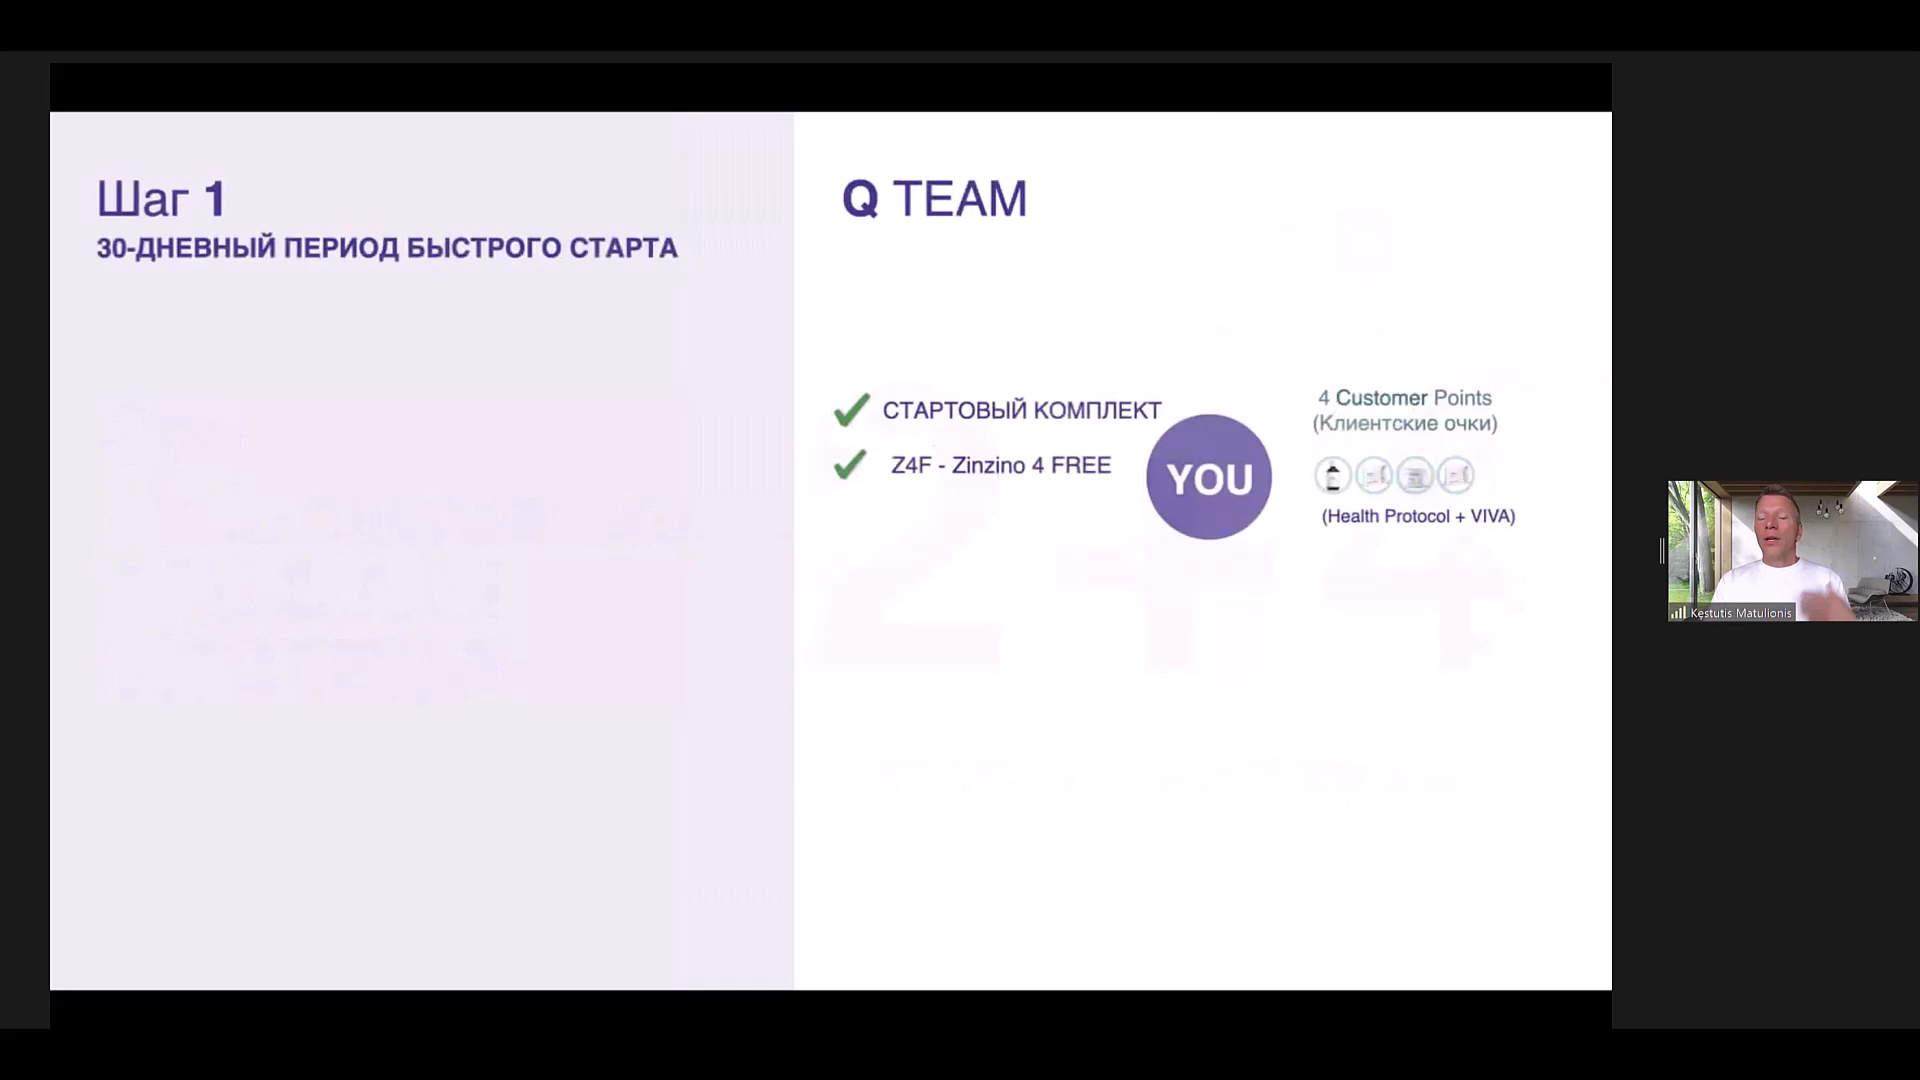 Шаг 1
30-ДНЕВНЫЙ ПЕРИОД БЫСТРОГО СТАРТА
Q TEAM
СТАРТОВЫЙ КОМПЛЕКТ
Z4F - Zinzino 4 FREE
YOU
4 Customer Points
(Клиентские очки)
(Health Protocol + VIVA)
Kęstutis Matulionis